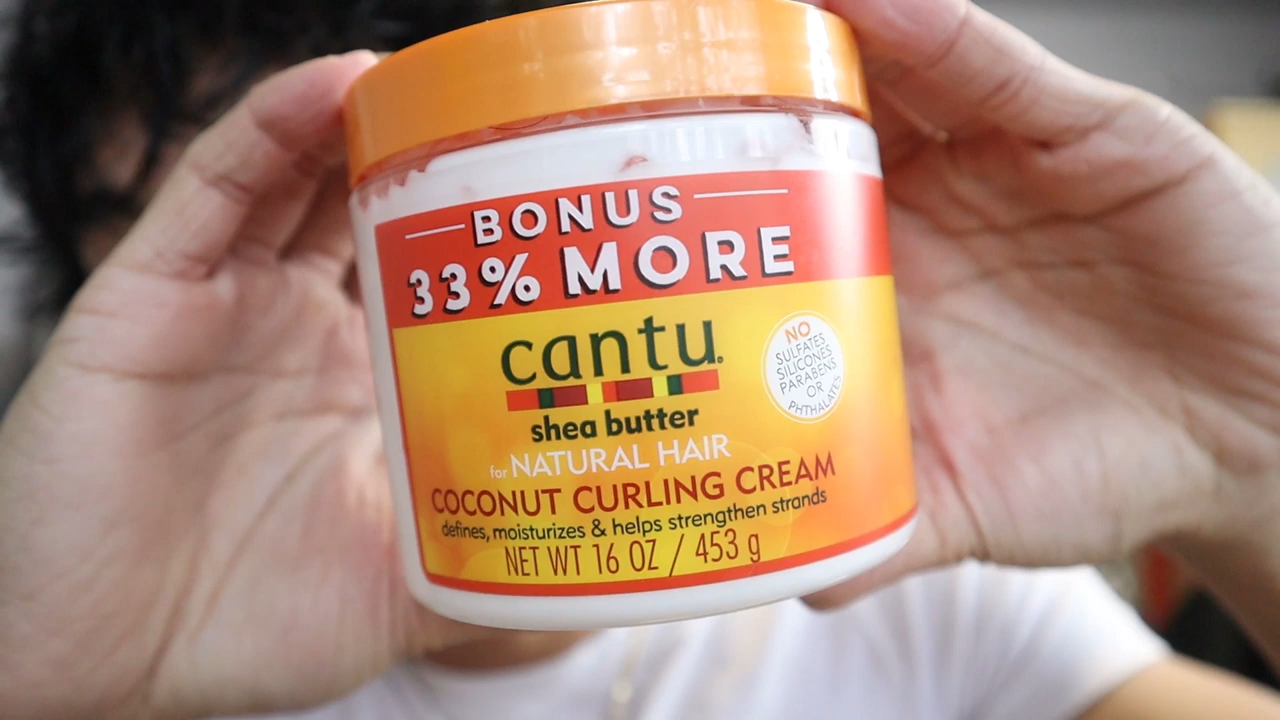 BONUS
33% MORE
cantu®
shea butter
for NATURAL HAIR
COCONUT CURLING CREAM
defines, moisturizes & helps strengthen strands
NET WT 16 OZ / 453 g
NO
SULFATES
SILICONES
PARABENS
OR
PHTHALATES